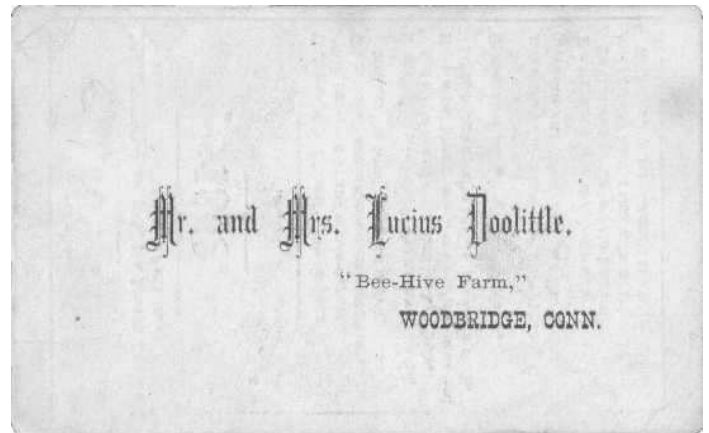 Mr. and Mrs. Lucius Doolittle.
"Bee-Hive Farm,"
WOODBRIDGE, CONN.